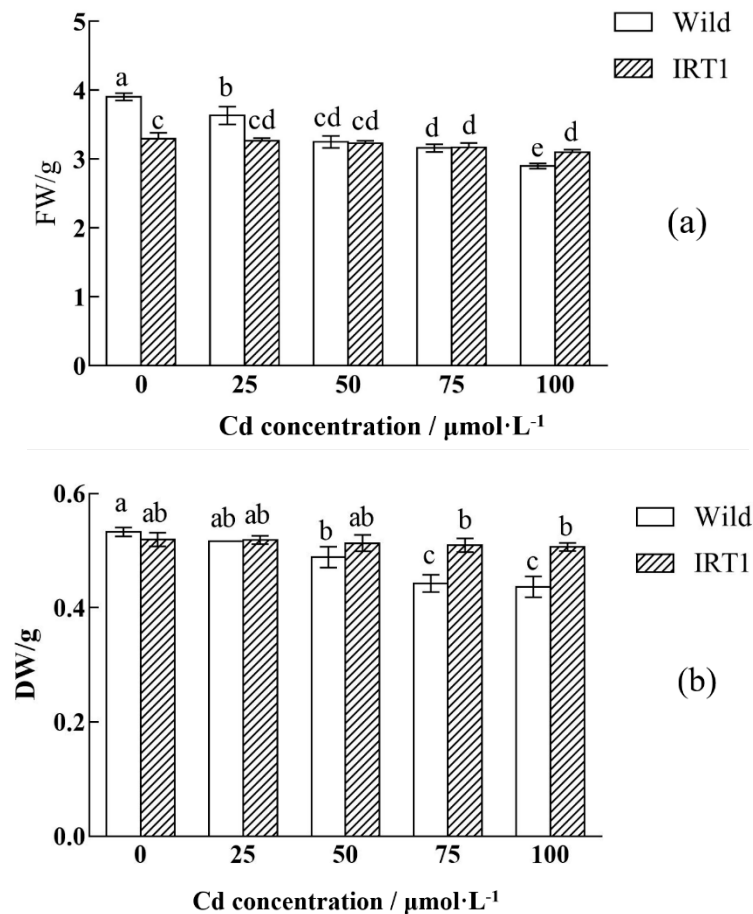 5
4
3
2
1
0
FW/g
a
c
b
cd
cd
cd
d
d
e
d
Wild
IRT1
(a)
0 25 50 75 100
Cd concentration / μmol·L⁻¹
0.6
0.4
0.2
0.0
DW/g
a
ab
ab
ab
b
ab
c
b
c
b
Wild
IRT1
(b)
0 25 50 75 100
Cd concentration / μmol·L⁻¹